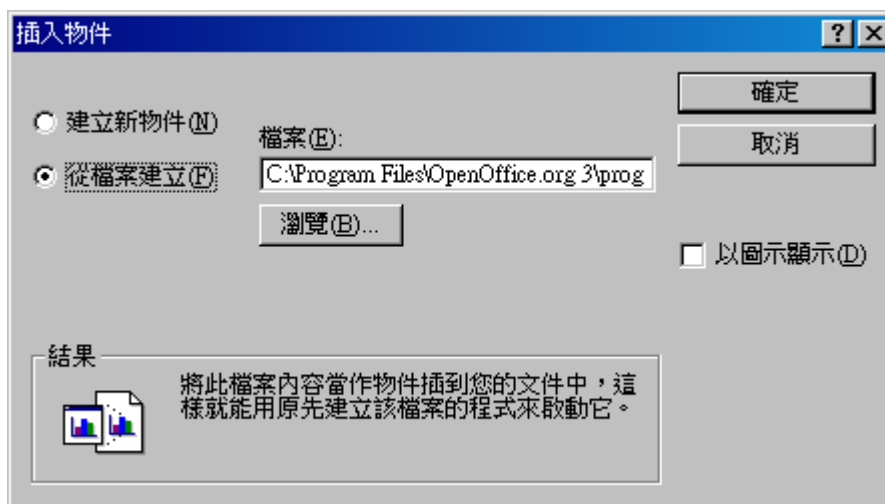 插入物件
建立新物件(N)
從檔案建立(F)
檔案(E):
C:\Program Files\OpenOffice.org 3\prog
瀏覽(B)...
確定
取消
以圖示顯示(D)
結果
將此檔案內容當作物件插到您的文件中，這
樣就能用原先建立該檔案的程式來啟動它。